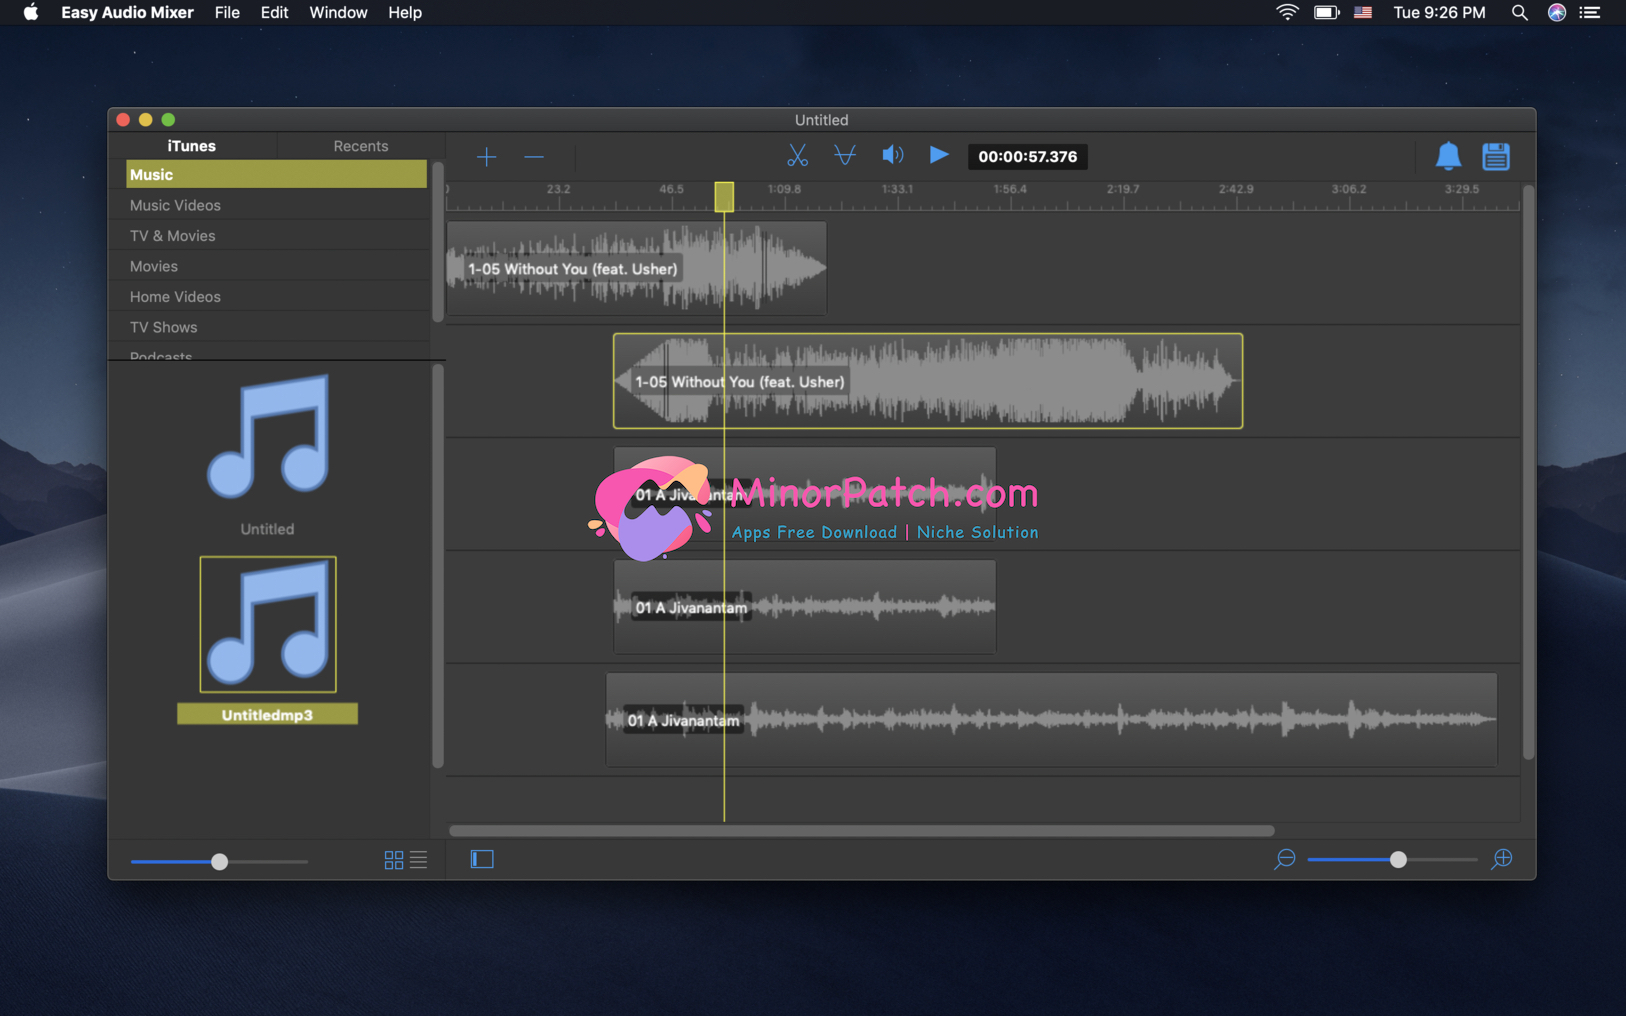 Easy Audio Mixer File Edit Window Help Tue 9:26 PM
Untitled
iTunes Recents
00:00:57.376
Music
23.2 46.5 1:09.8 1:33.1 1:56.4 2:19.7 2:42.9 3:06.2 3:29.5
Music Videos
TV & Movies
Movies
Home Videos
TV Shows
Podcasts
1-05 Without You (feat. Usher)
1-05 Without You (feat. Usher)
01 A Jivanantam
MinorPatch.com
Apps Free Download | Niche Solution
Untitled
01 A Jivanantam
Untitledmp3
01 A Jivanantam